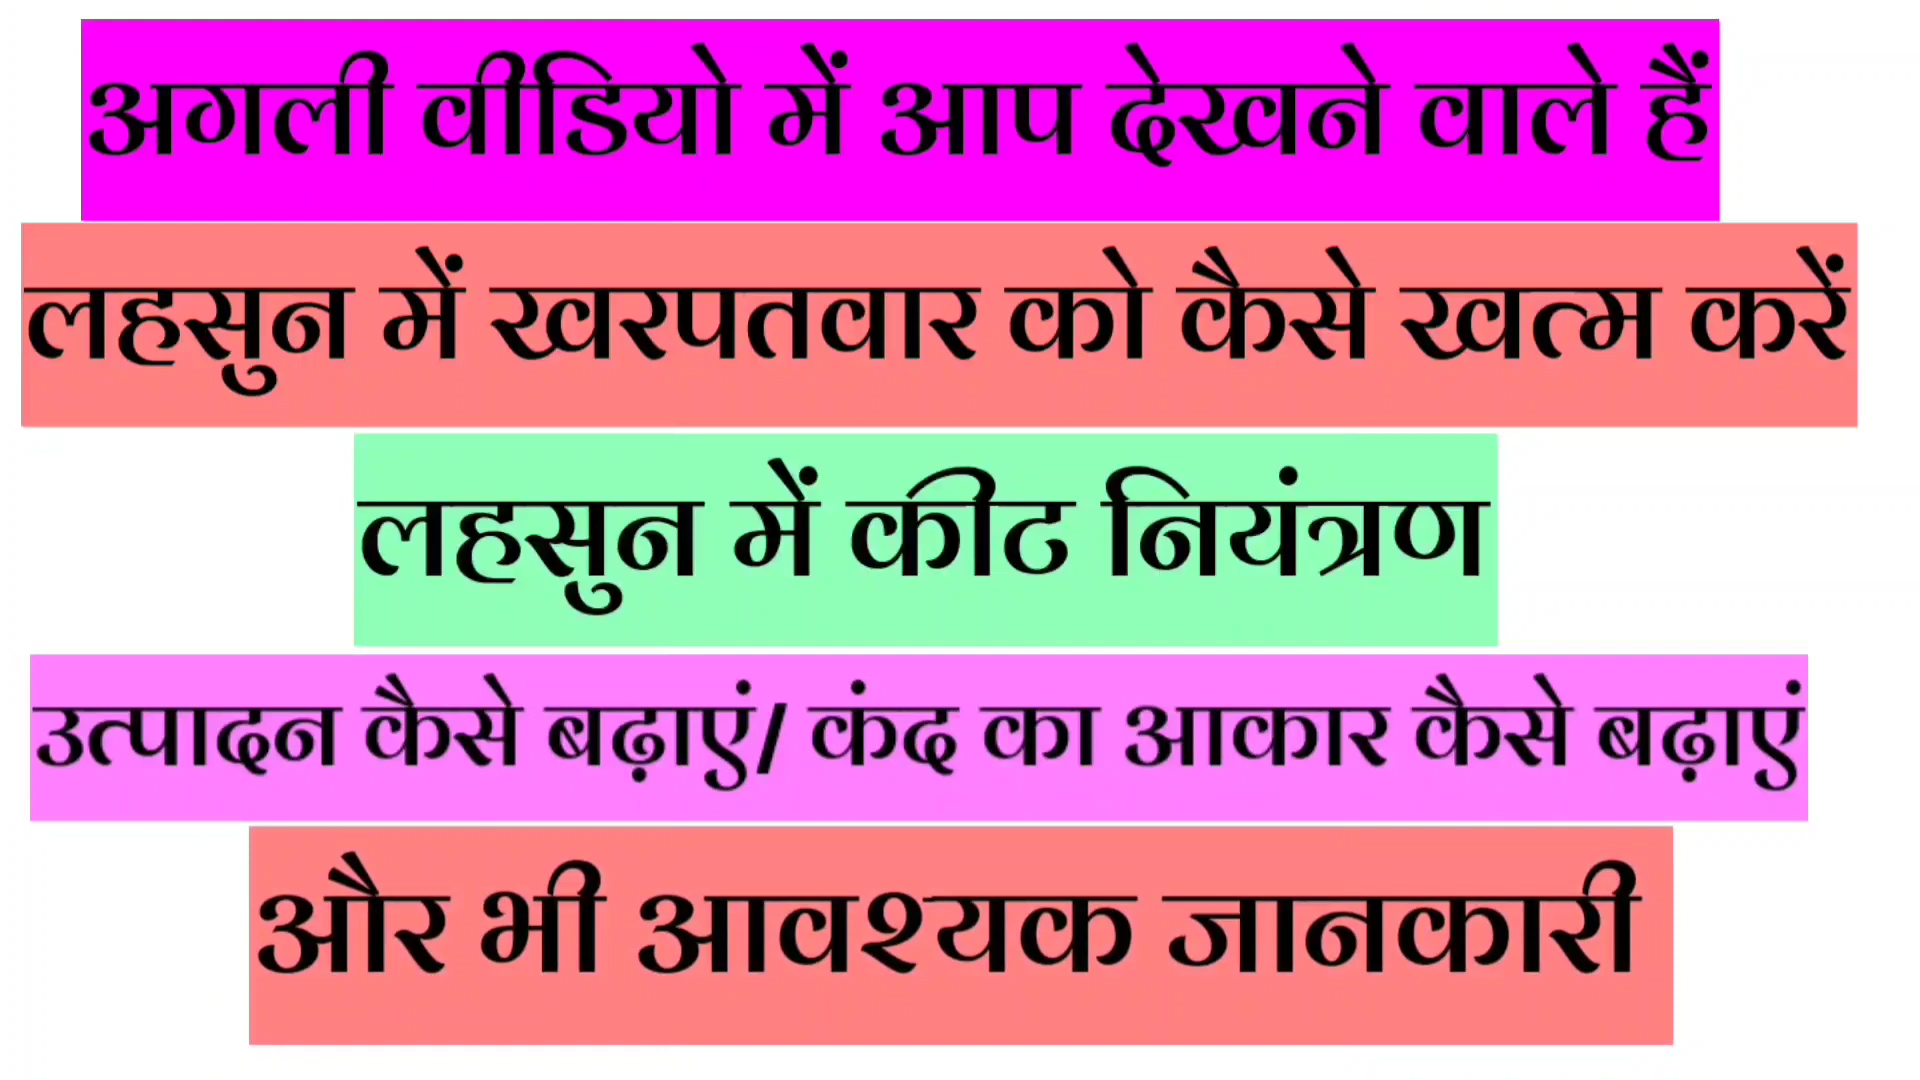 अगली वीडियो में आप देखने वाले हैं
लहसुन में खरपतवार को कैसे खत्म करें
लहसुन में कीट नियंत्रण
उत्पादन कैसे बढ़ाएं/ कंद का आकार कैसे बढ़ाएं
और भी आवश्यक जानकारी